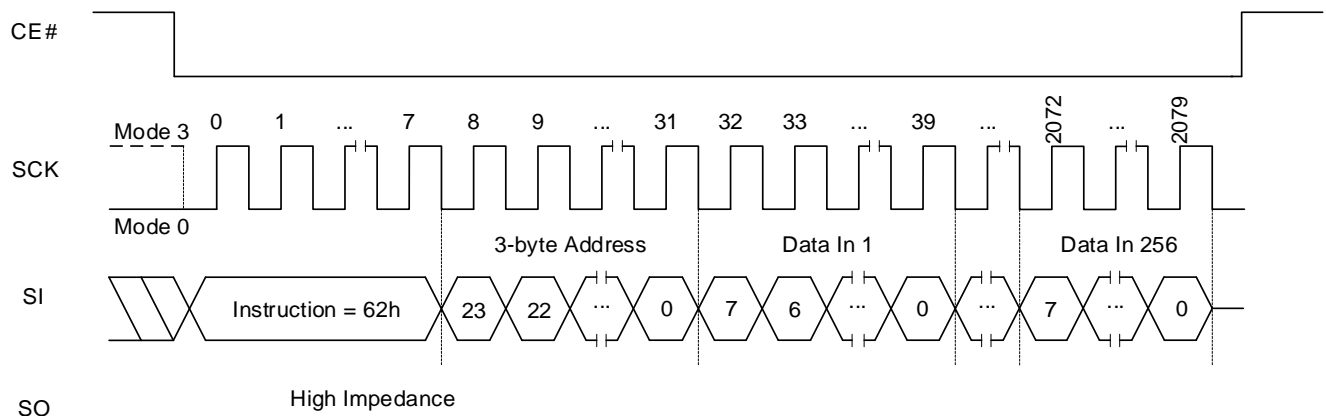 CE#
0 1 ... 7 8 9 ... 31 32 33 ... 39 ... 2072 ... 2079
Mode 3
SCK
Mode 0
3-byte Address Data In 1 Data In 256
SI
Instruction = 62h 23 22 ... 0 7 6 ... 0 ... 7 ... 0
High Impedance
SO